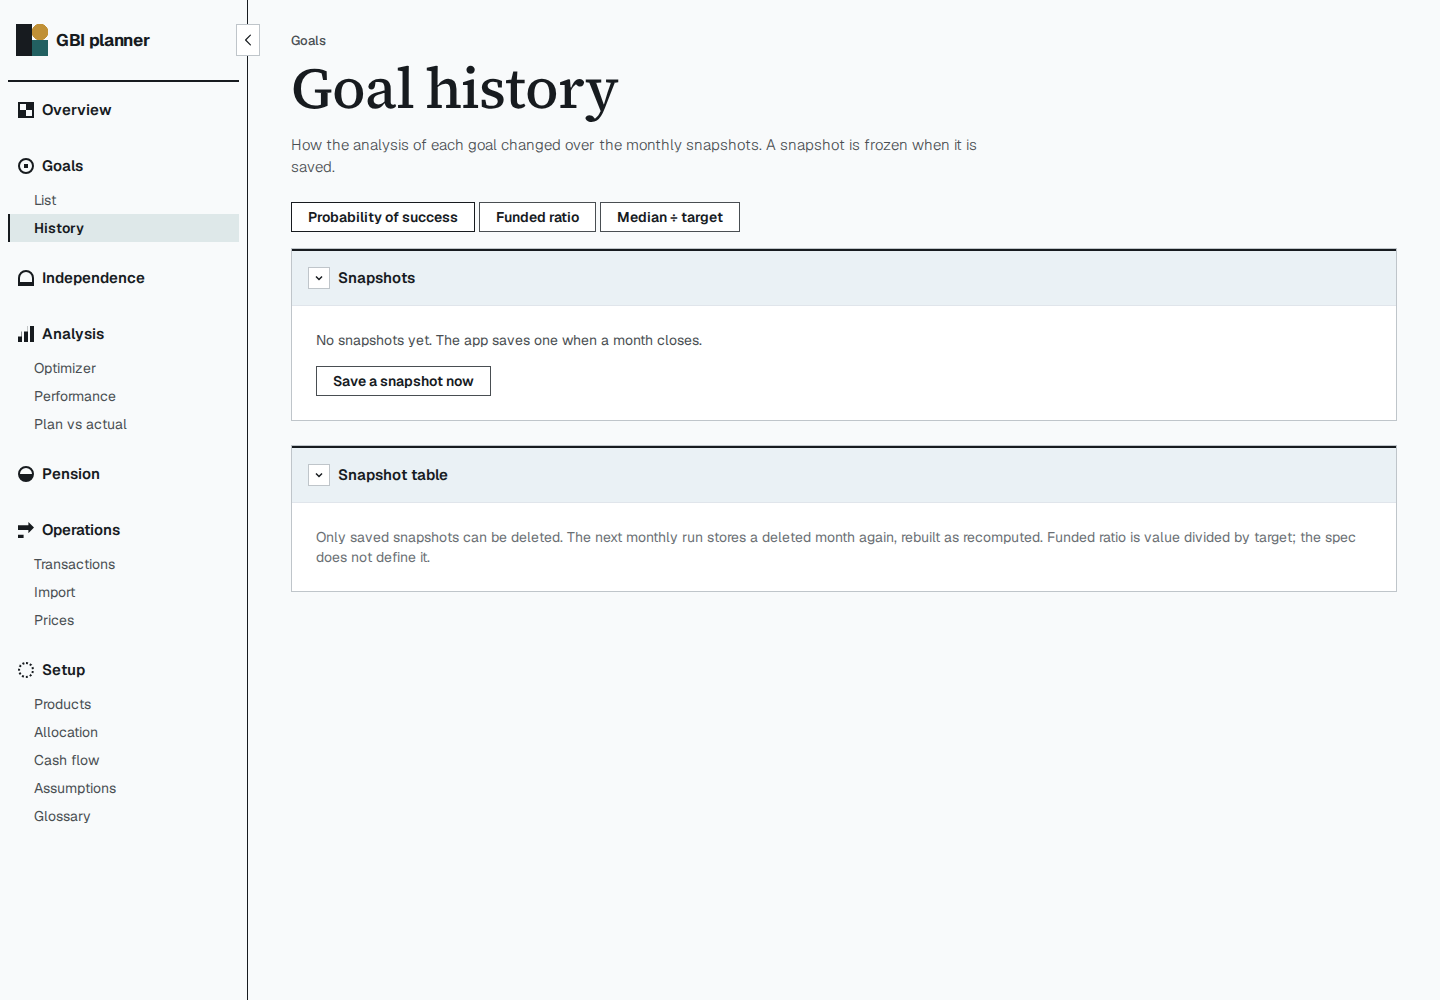 GBI planner
Overview
Goals
List
History
Independence
Analysis
Optimizer
Performance
Plan vs actual
Pension
Operations
Transactions
Import
Prices
Setup
Products
Allocation
Cash flow
Assumptions
Glossary
Goals
Goal history
How the analysis of each goal changed over the monthly snapshots. A snapshot is frozen when it is
saved.
Probability of success
Funded ratio
Median ÷ target
Snapshots
No snapshots yet. The app saves one when a month closes.
Save a snapshot now
Snapshot table
Only saved snapshots can be deleted. The next monthly run stores a deleted month again, rebuilt as recomputed. Funded ratio is value divided by target; the spec
does not define it.